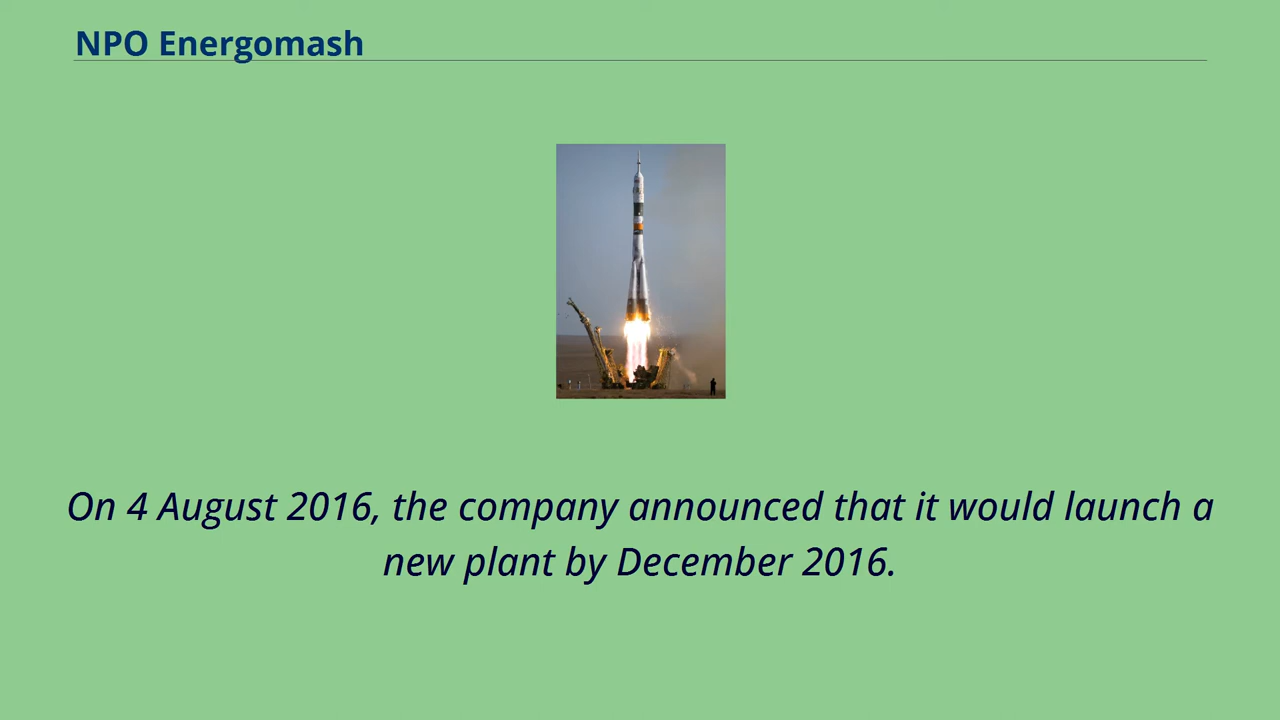 NPO Energomash
On 4 August 2016, the company announced that it would launch a
new plant by December 2016.